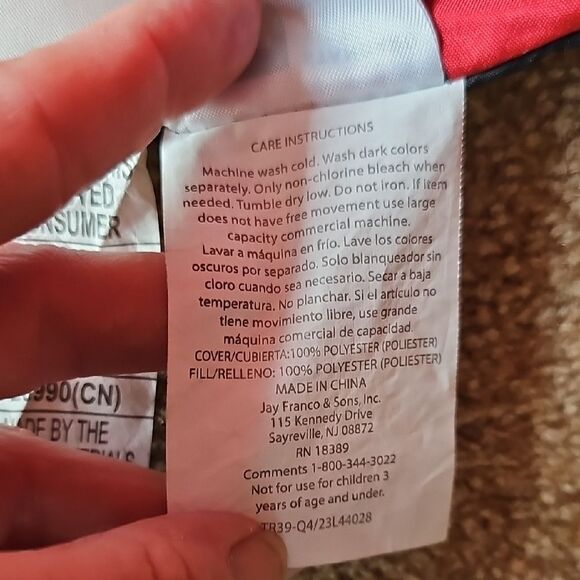 CARE INSTRUCTIONS
Machine wash cold. Wash dark colors
separately. Only non-chlorine bleach when
needed. Tumble dry low. Do not iron. If item
does not have free movement use large
capacity commercial machine.
Lavar a máquina en frío. Lave los colores
oscuros por separado. Solo blanqueador sin
cloro cuando sea necesario. Secar a baja
temperatura. No planchar. Si el artículo no
tiene movimiento libre, use grande
máquina comercial de capacidad.
COVER/CUBIERTA:100% POLYESTER (POLIESTER)
FILL/RELLENO: 100% POLYESTER (POLIESTER)
MADE IN CHINA
Jay Franco & Sons, Inc.
115 Kennedy Drive
Sayreville, NJ 08872
RN 18389
Comments 1-800-344-3022
Not for use for children 3
years of age and under.
TR39-Q4/23L44028
990(CN)
BY THE